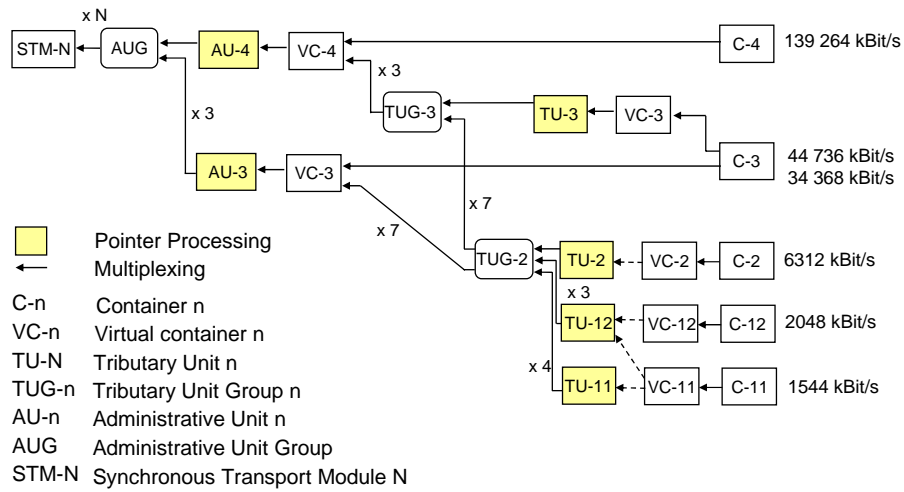 x N
STM-N
AUG
AU-4
VC-4
C-4
139 264 kBit/s
x 3
TUG-3
TU-3
VC-3
x 3
C-3
44 736 kBit/s
34 368 kBit/s
AU-3
VC-3
x 7
x 7
TUG-2
TU-2
VC-2
C-2
6312 kBit/s
x 3
TU-12
VC-12
C-12
2048 kBit/s
x 4
TU-11
VC-11
C-11
1544 kBit/s
Pointer Processing
Multiplexing
C-n Container n
VC-n Virtual container n
TU-N Tributary Unit n
TUG-n Tributary Unit Group n
AU-n Administrative Unit n
AUG Administrative Unit Group
STM-N Synchronous Transport Module N